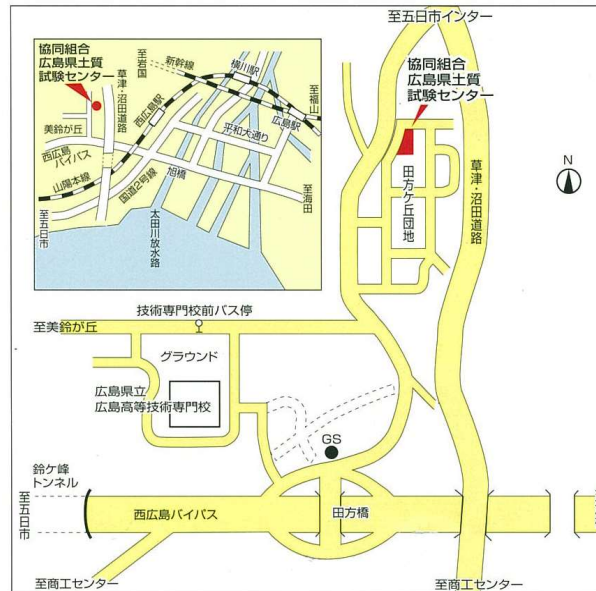 至五日市インター
協同組合
広島県土質
試験センター
至岩国
新幹線
横川駅
至福山
草津・沼田道路
西広島駅
広島駅
美鈴が丘
平和大通り
西広島
バイパス
旭橋
山陽本線
国道2号線
至海田
至五日市
太田川放水路
協同組合
広島県土質
試験センター
田方ケ丘団地
草津・沼田道路
N
技術専門校前バス停
至美鈴が丘
グラウンド
広島県立
広島高等技術専門校
GS
鈴ケ峰
トンネル
至五日市
西広島バイパス
田方橋
至商工センター
至商工センター